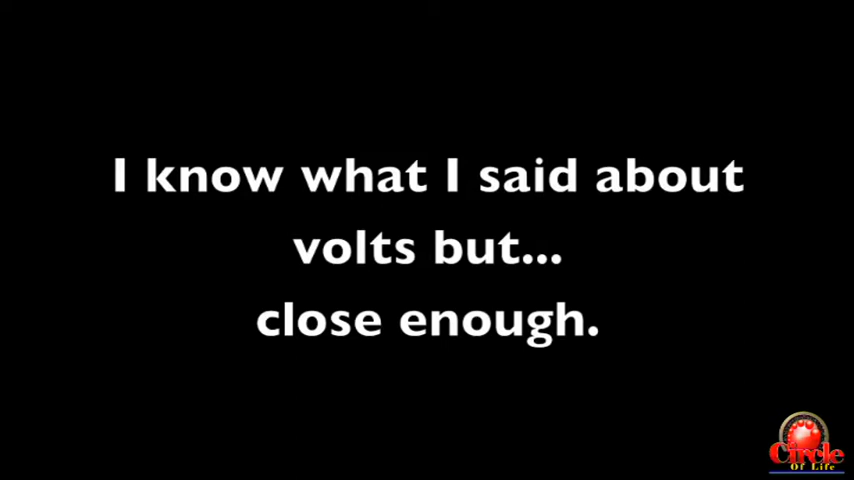 I know what I said about
volts but...
close enough.
Circle
Of Life